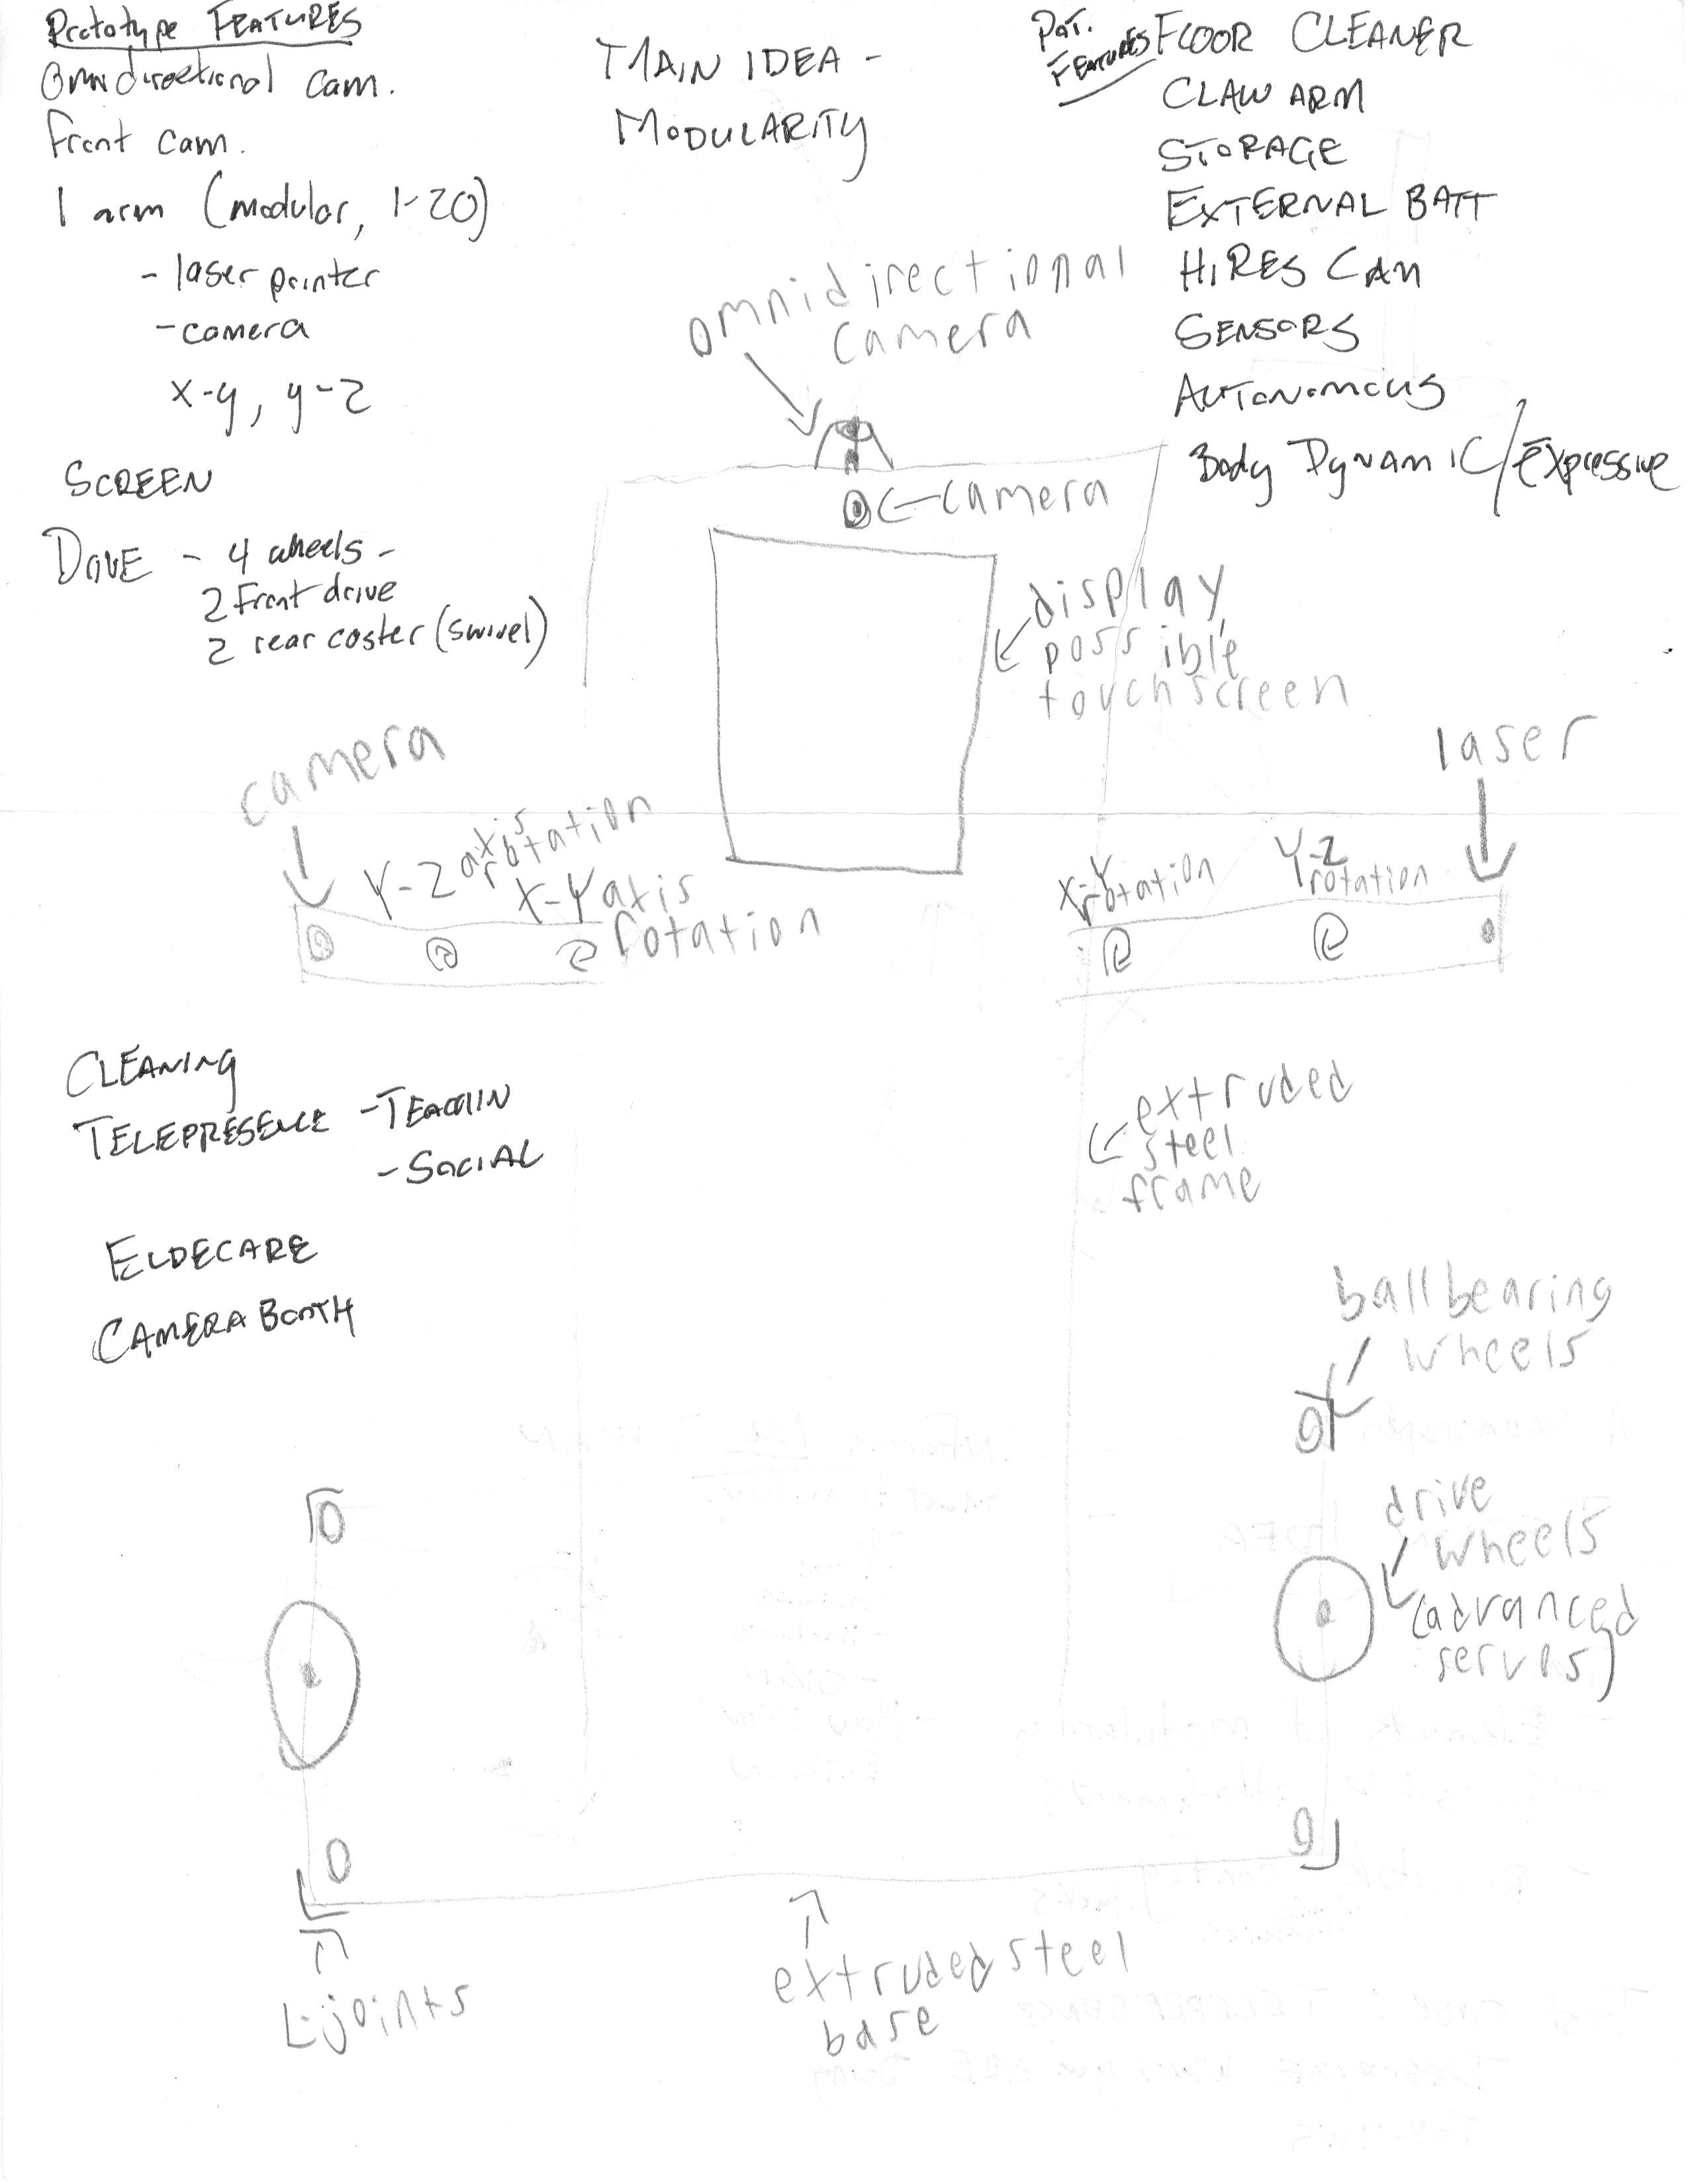 Prototype FEATURES
Omnidirectional cam.
Front cam.
1 arm (modular, 1-20)
- laser pointer
- camera
x-y, y-z
SCREEN
DRIVE - 4 wheels -
2 front drive
2 rear caster (swivel)
MAIN IDEA -
MODULARITY
POT.
FEATURES
FLOOR CLEANER
CLAW ARM
STORAGE
EXTERNAL BATT
HIRES CAM
SENSORS
AUTONOMOUS
BODY DYNAMIC/EXPRESSIVE
omnidirectional
camera
camera
display,
possible
touchscreen
camera
Y-Z axis
rotation
X-Y axis
rotation
X-Y
rotation
Y-Z
rotation
laser
CLEANING
TELEPRESENCE - TEACHIN
- SOCIAL
ELDECARE
CAMERA BOOTH
extruded
steel
frame
ball bearing
wheels
drive
wheels
(advanced
servos)
L-joints
extruded steel
base